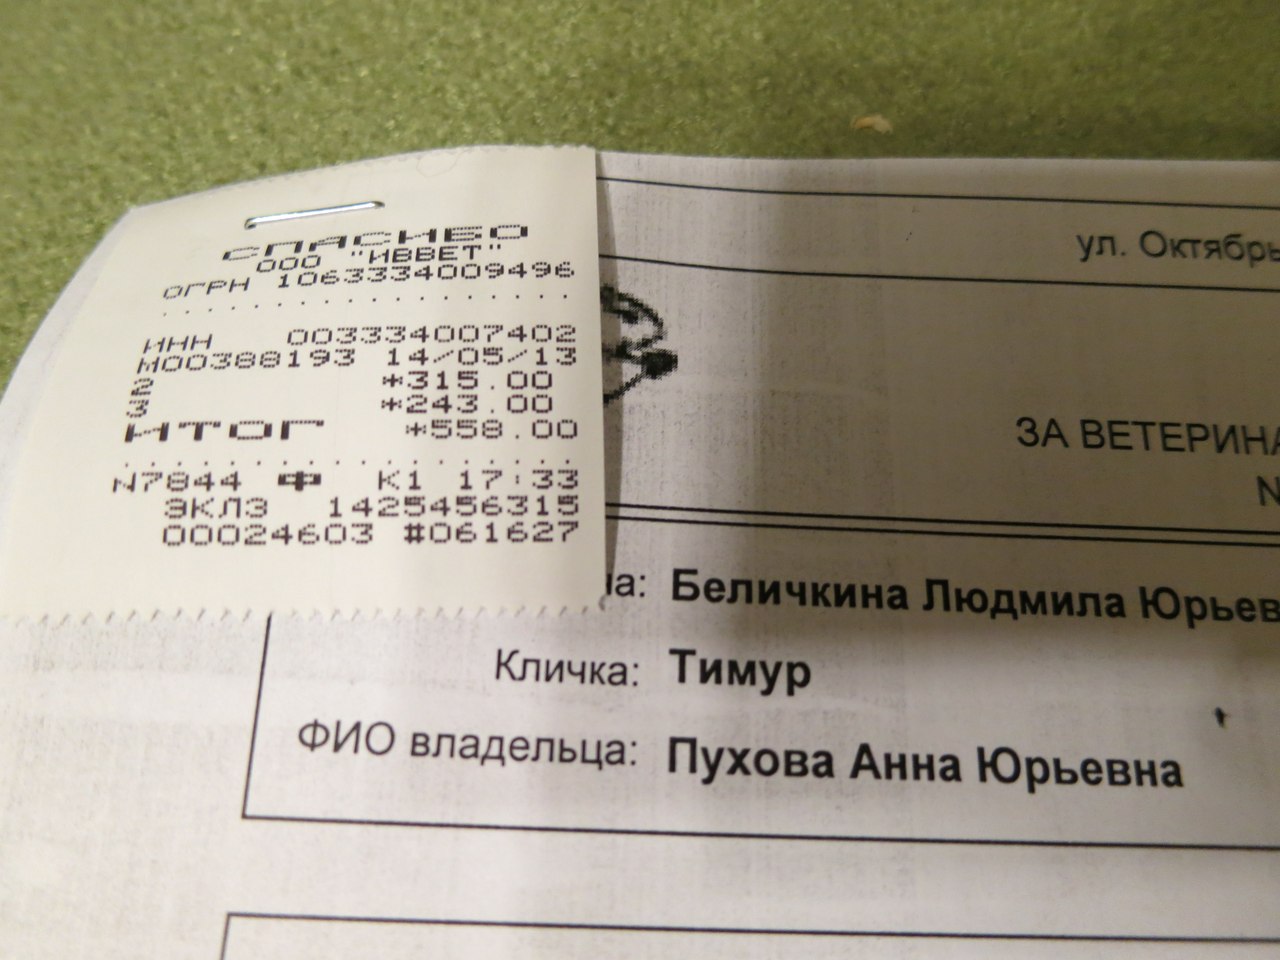 СПАСИБО
ООО "ИВВЕТ"
ОГРН 1063334009496
ИНН 003334007402
М00388193 14/05/13
2 *315.00
3 *243.00
ИТОГ *558.00
N7844 Ф К1 17:33
ЭКЛЗ 1425456315
00024603 #061627
ул. Октябрь
ЗА ВЕТЕРИНА
N
ла: Беличкина Людмила Юрьев
Кличка: Тимур
ФИО владельца: Пухова Анна Юрьевна